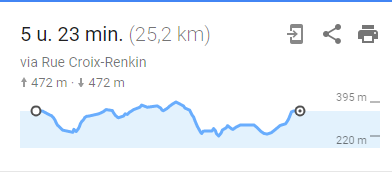 5 u. 23 min. (25,2 km)
via Rue Croix-Renkin
↑ 472 m · ↓ 472 m
395 m
220 m